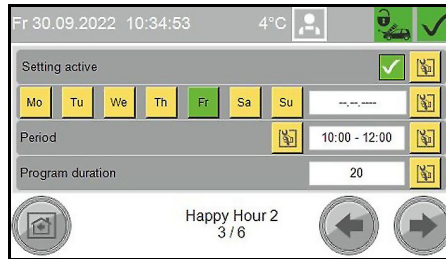 Fr 30.09.2022 10:34:53 4°C
Setting active
Mo Tu We Th Fr Sa Su --.--.----
Period 10:00 - 12:00
Program duration 20
Happy Hour 2
3 / 6